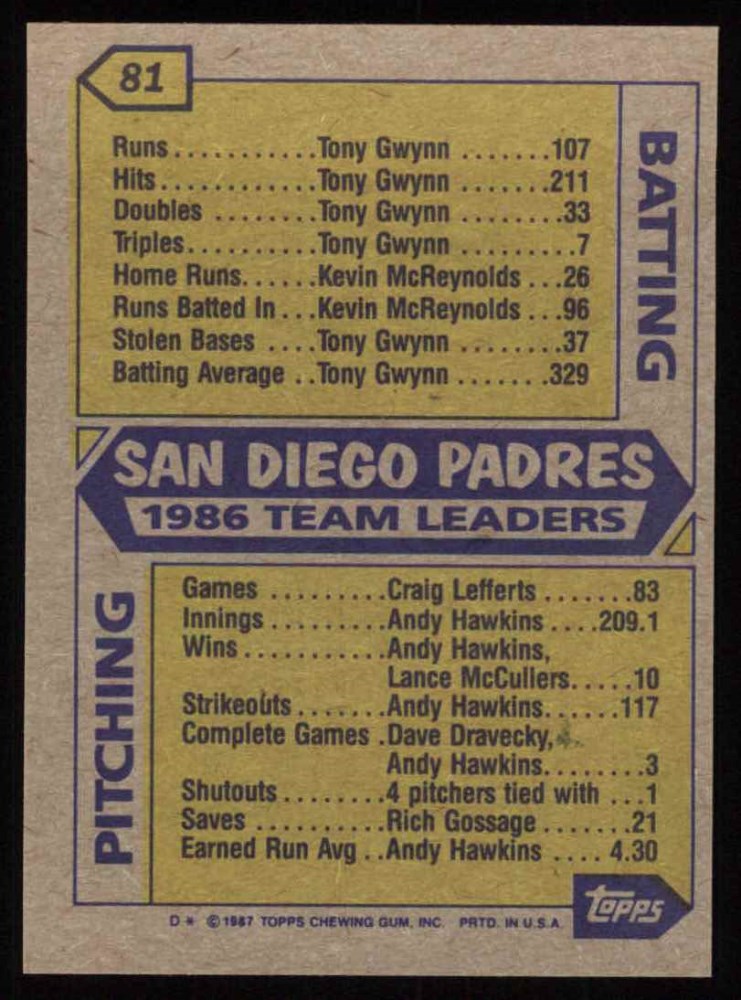 81
BATTING
Runs...........Tony Gwynn .......107
Hits............Tony Gwynn .......211
Doubles ........Tony Gwynn ........33
Triples..........Tony Gwynn .........7
Home Runs......Kevin McReynolds ...26
Runs Batted In...Kevin McReynolds ...96
Stolen Bases ....Tony Gwynn ........37
Batting Average ..Tony Gwynn .......329
SAN DIEGO PADRES
1986 TEAM LEADERS
PITCHING
Games .........Craig Lefferts .......83
Innings.........Andy Hawkins ....209.1
Wins...........Andy Hawkins,
Lance McCullers.....10
Strikeouts.......Andy Hawkins......117
Complete Games .Dave Dravecky,
Andy Hawkins........3
Shutouts........4 pitchers tied with ...1
Saves ..........Rich Gossage .......21
Earned Run Avg ..Andy Hawkins .... 4.30
topps
D* © 1987 TOPPS CHEWING GUM, INC. PRTD. IN U.S.A.